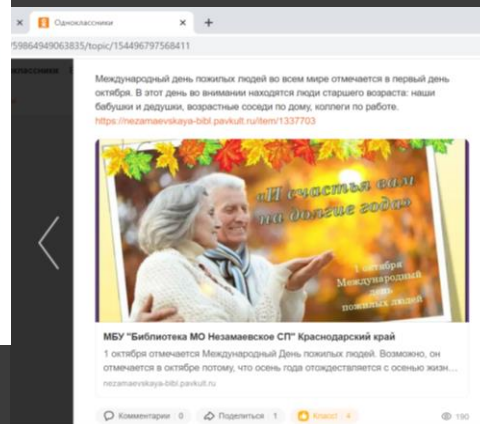 Одноклассники
59864949063835/topic/154496797568411
Международный день пожилых людей во всем мире отмечается в первый день
октября. В этот день во внимании находятся люди старшего возраста: наши
бабушки и дедушки, возрастные соседи по дому, коллеги по работе.
https://nezamaevskaya-bibl.pavkult.ru/item/1337703
«И счастья вам
на долгие года»
1 октября
Международный
день
пожилых людей
МБУ "Библиотека МО Незамаевское СП" Краснодарский край
1 октября отмечается Международный День пожилых людей. Возможно, он
отмечается в октябре потому, что осень года отождествляется с осенью жизн...
nezamaevskaya-bibl.pavkult.ru
Комментарии 0 Поделиться 1 Класс! 4 190